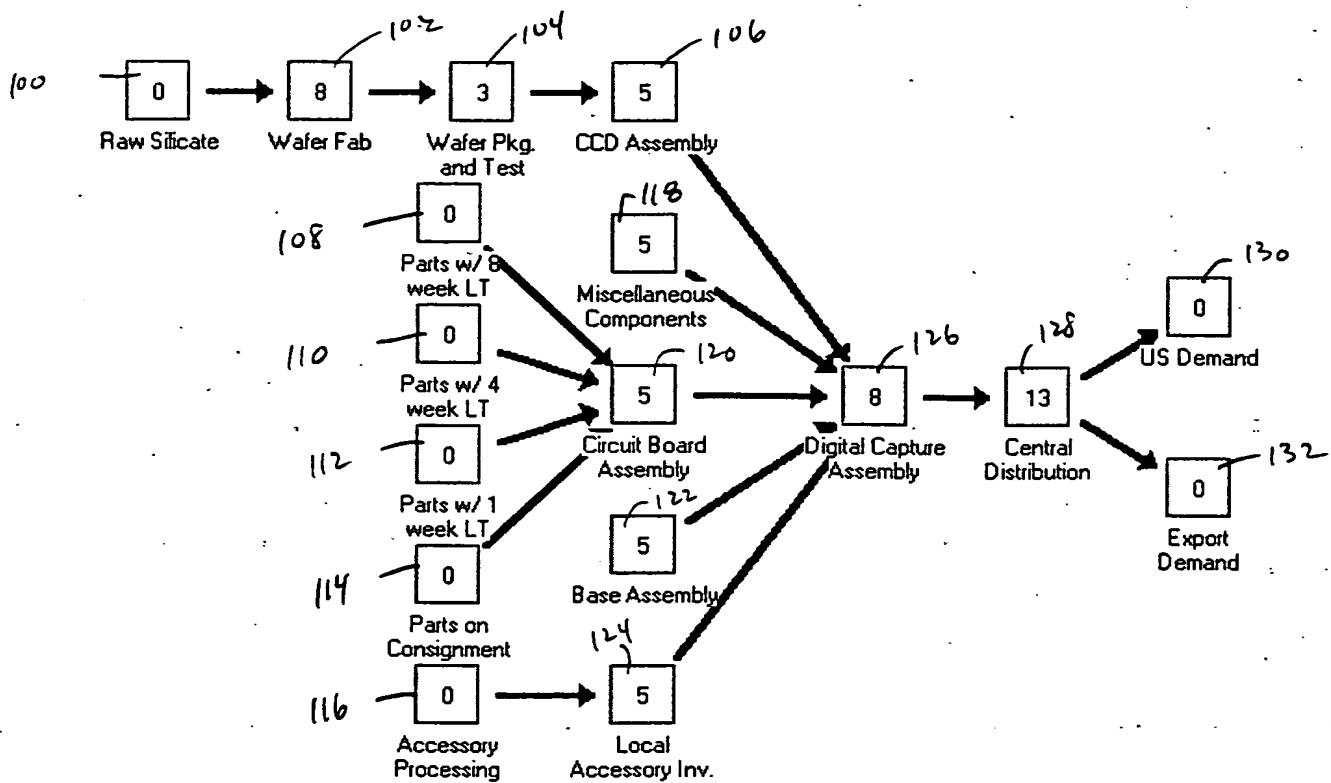 102
104
106
100
0
8
3
5
Raw Silicate
Wafer Fab
Wafer Pkg.
and Test
CCD Assembly
108
0
Parts w/ 8
week LT
118
5
Miscellaneous
Components
130
0
US Demand
110
0
Parts w/ 4
week LT
120
5
Circuit Board
Assembly
126
8
Digital Capture
Assembly
128
13
Central
Distribution
112
0
Parts w/ 1
week LT
132
0
Export
Demand
122
5
Base Assembly
114
0
Parts on
Consignment
116
0
Accessory
Processing
124
5
Local
Accessory Inv.